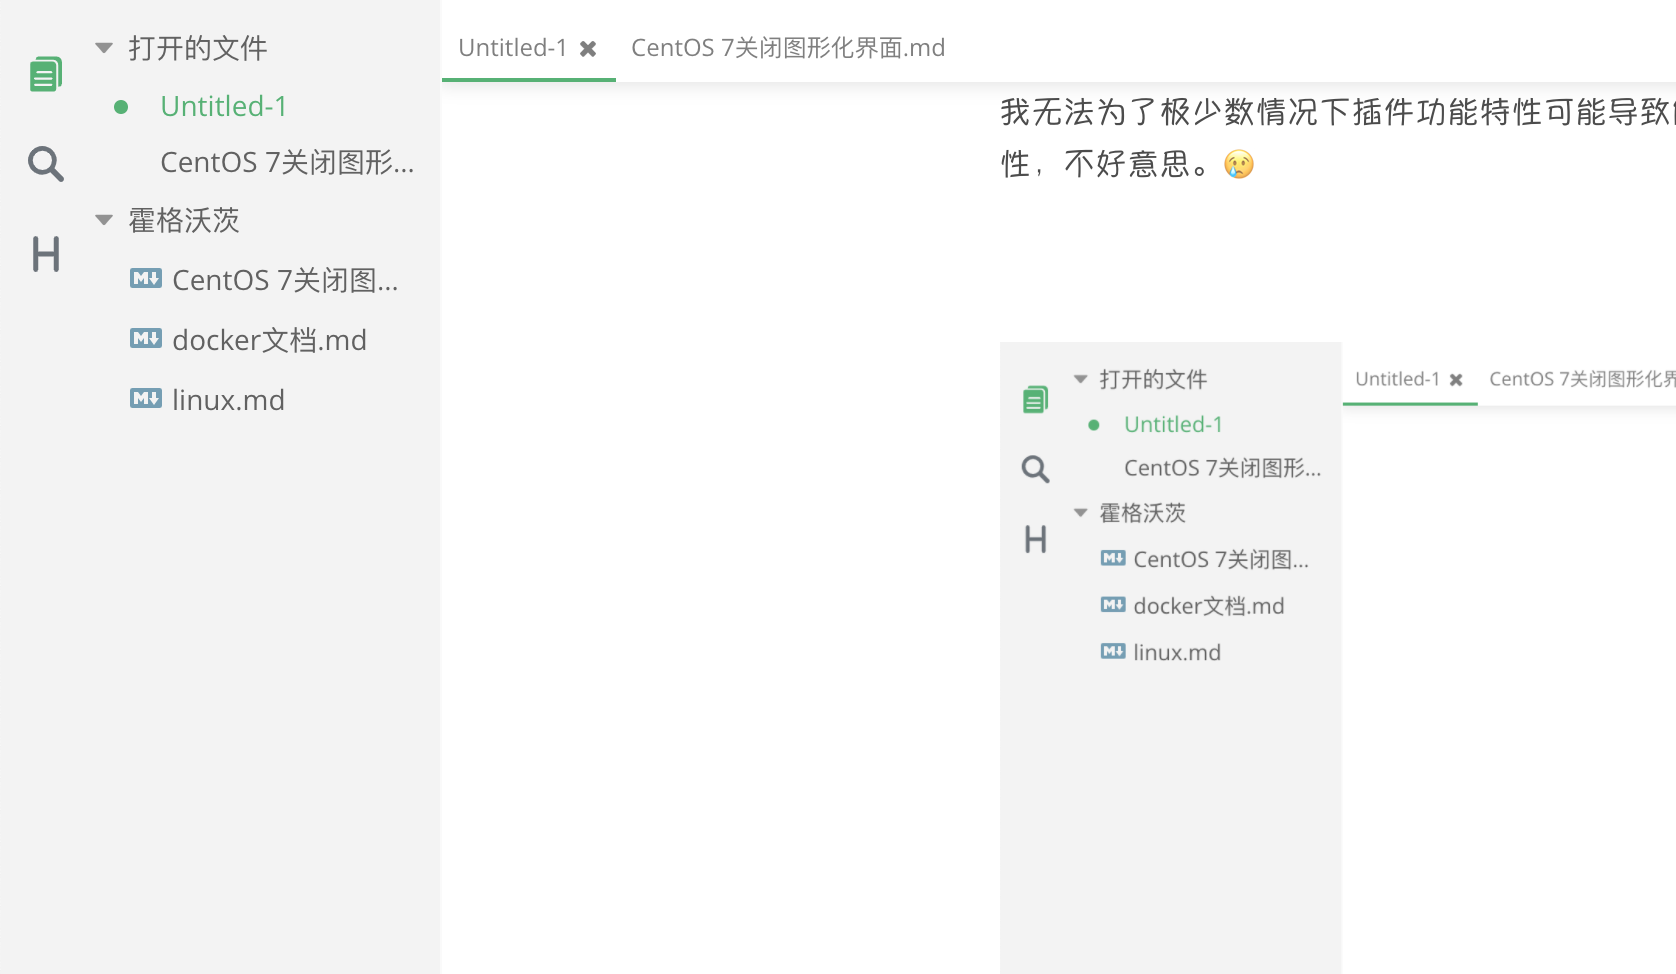 打开的文件
Untitled-1
CentOS 7关闭图形...
霍格沃茨
CentOS 7关闭图...
docker文档.md
linux.md
Untitled-1 ✖ CentOS 7关闭图形化界面.md
我无法为了极少数情况下插件功能特性可能导致
性，不好意思。😢
打开的文件
Untitled-1
CentOS 7关闭图形...
霍格沃茨
CentOS 7关闭图...
docker文档.md
linux.md
Untitled-1 ✖ CentOS 7关闭图形化界